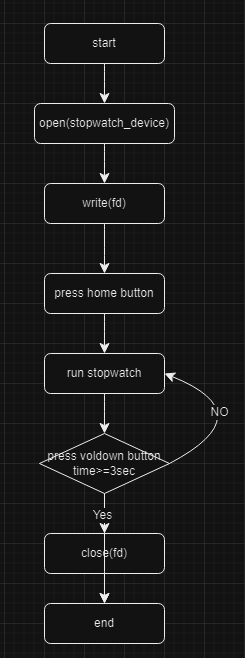 start
open(stopwatch_device)
write(fd)
press home button
run stopwatch
NO
press voldown button
time>=3sec
Yes
close(fd)
end